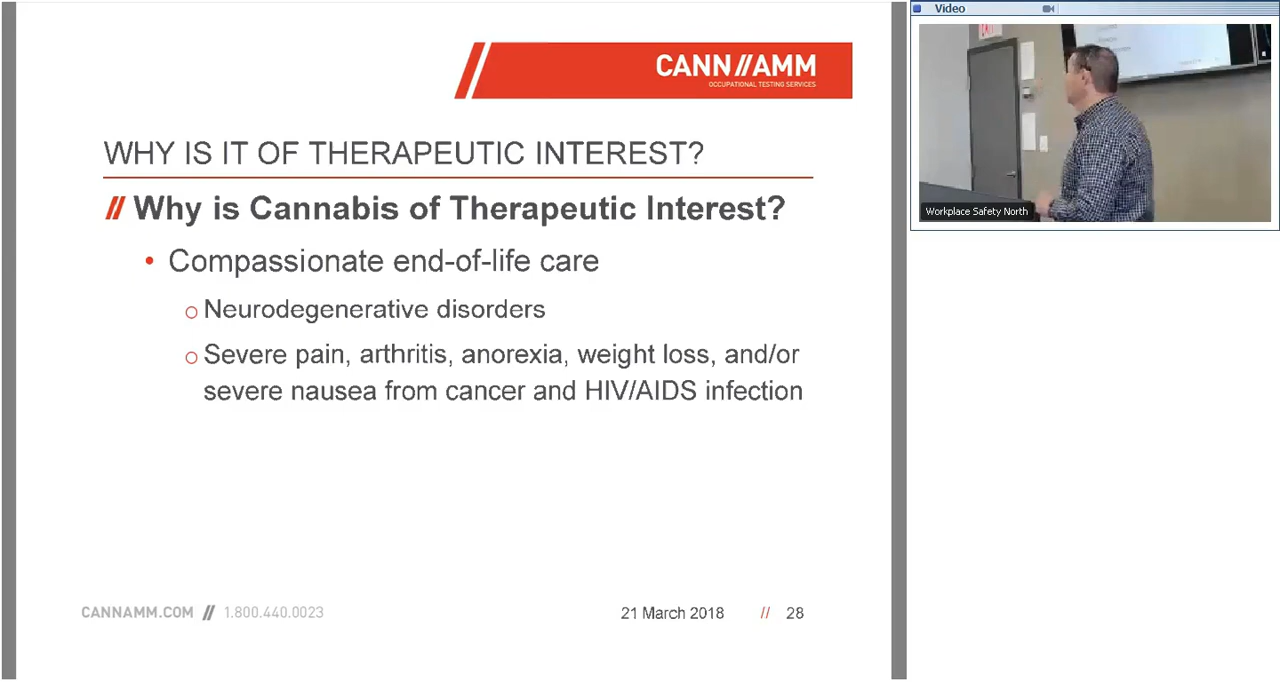 CANN//AMM
OCCUPATIONAL TESTING SERVICES
WHY IS IT OF THERAPEUTIC INTEREST?
// Why is Cannabis of Therapeutic Interest?
• Compassionate end-of-life care
o Neurodegenerative disorders
o Severe pain, arthritis, anorexia, weight loss, and/or
severe nausea from cancer and HIV/AIDS infection
CANNAMM.COM // 1.800.440.0023
21 March 2018 // 28
Video
EXIT
Workplace Safety North